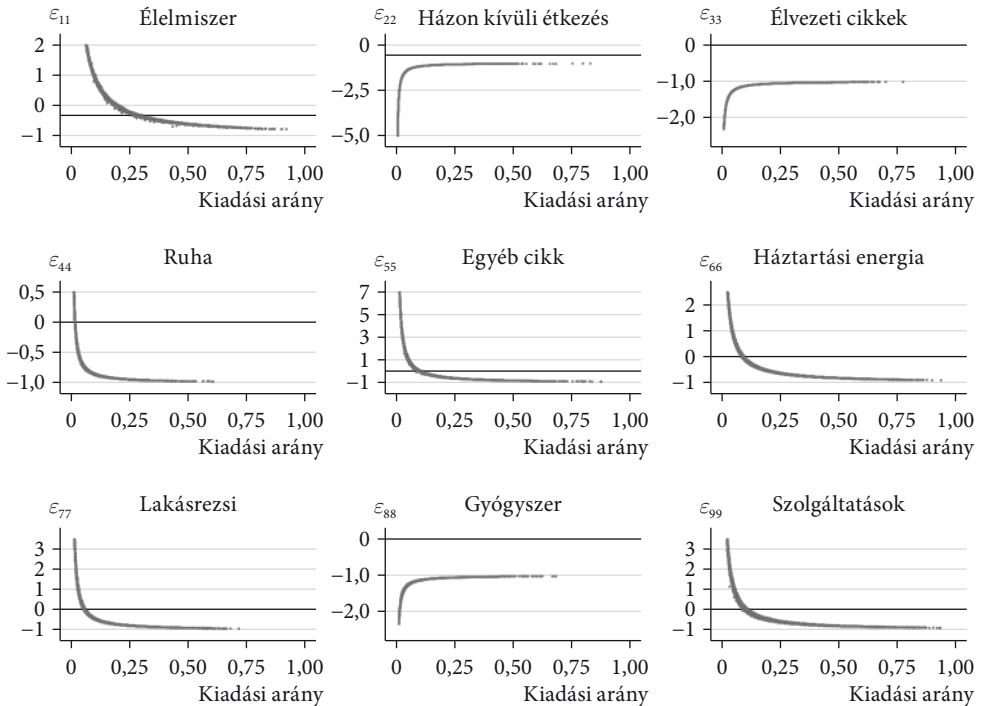 ε11 Élelmiszer
2
1
0
−1
0 0,25 0,50 0,75 1,00
Kiadási arány
ε22 Házon kívüli étkezés
0
−2,5
−5,0
0 0,25 0,50 0,75 1,00
Kiadási arány
ε33 Élvezeti cikkek
0
−1,0
−2,0
0 0,25 0,50 0,75 1,00
Kiadási arány
ε44 Ruha
0,5
0
−0,5
−1,0
0 0,25 0,50 0,75 1,00
Kiadási arány
ε55 Egyéb cikk
7
5
3
1
−1
0 0,25 0,50 0,75 1,00
Kiadási arány
ε66 Háztartási energia
2
1
0
−1
0 0,25 0,50 0,75 1,00
Kiadási arány
ε77 Lakásrezsi
3
2
1
0
−1
0 0,25 0,50 0,75 1,00
Kiadási arány
ε88 Gyógyszer
0
−1,0
−2,0
0 0,25 0,50 0,75 1,00
Kiadási arány
ε99 Szolgáltatások
3
2
1
0
−1
0 0,25 0,50 0,75 1,00
Kiadási arány